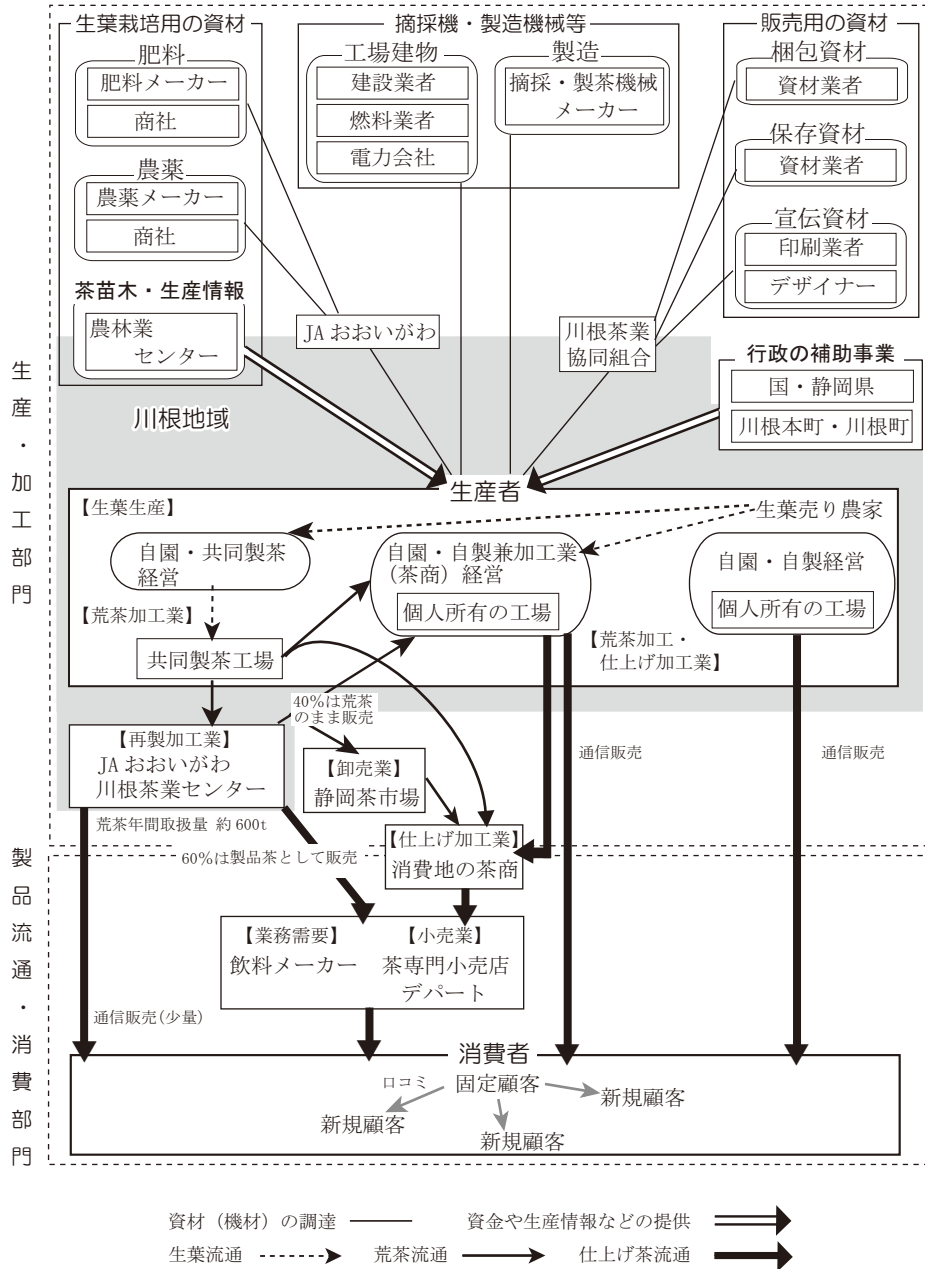 生葉栽培用の資材
肥料
肥料メーカー
商社
農薬
農薬メーカー
商社
茶苗木・生産情報
農林業
センター
摘採機・製造機械等
工場建物
建設業者
燃料業者
電力会社
製造
摘採・製茶機械
メーカー
販売用の資材
梱包資材
資材業者
保存資材
資材業者
宣伝資材
印刷業者
デザイナー
JAおおいがわ
川根茶業
協同組合
行政の補助事業
国・静岡県
川根本町・川根町
生産・加工部門
川根地域
生産者
【生葉生産】
生葉売り農家
自園・共同製茶
経営
自園・自製兼加工業
（茶商）経営
個人所有の工場
自園・自製経営
個人所有の工場
【荒茶加工業】
共同製茶工場
【荒茶加工・
仕上げ加工業】
40%は荒茶
のまま販売
【再製加工業】
JAおおいがわ
川根茶業センター
【卸売業】
静岡茶市場
通信販売
通信販売
荒茶年間取扱量 約600t
【仕上げ加工業】
消費地の茶商
60%は製品茶として販売
製品流通・消費部門
【業務需要】
飲料メーカー
【小売業】
茶専門小売店
デパート
通信販売(少量)
消費者
口コミ
固定顧客
新規顧客
新規顧客
新規顧客
資材（機材）の調達
資金や生産情報などの提供
生葉流通
荒茶流通
仕上げ茶流通